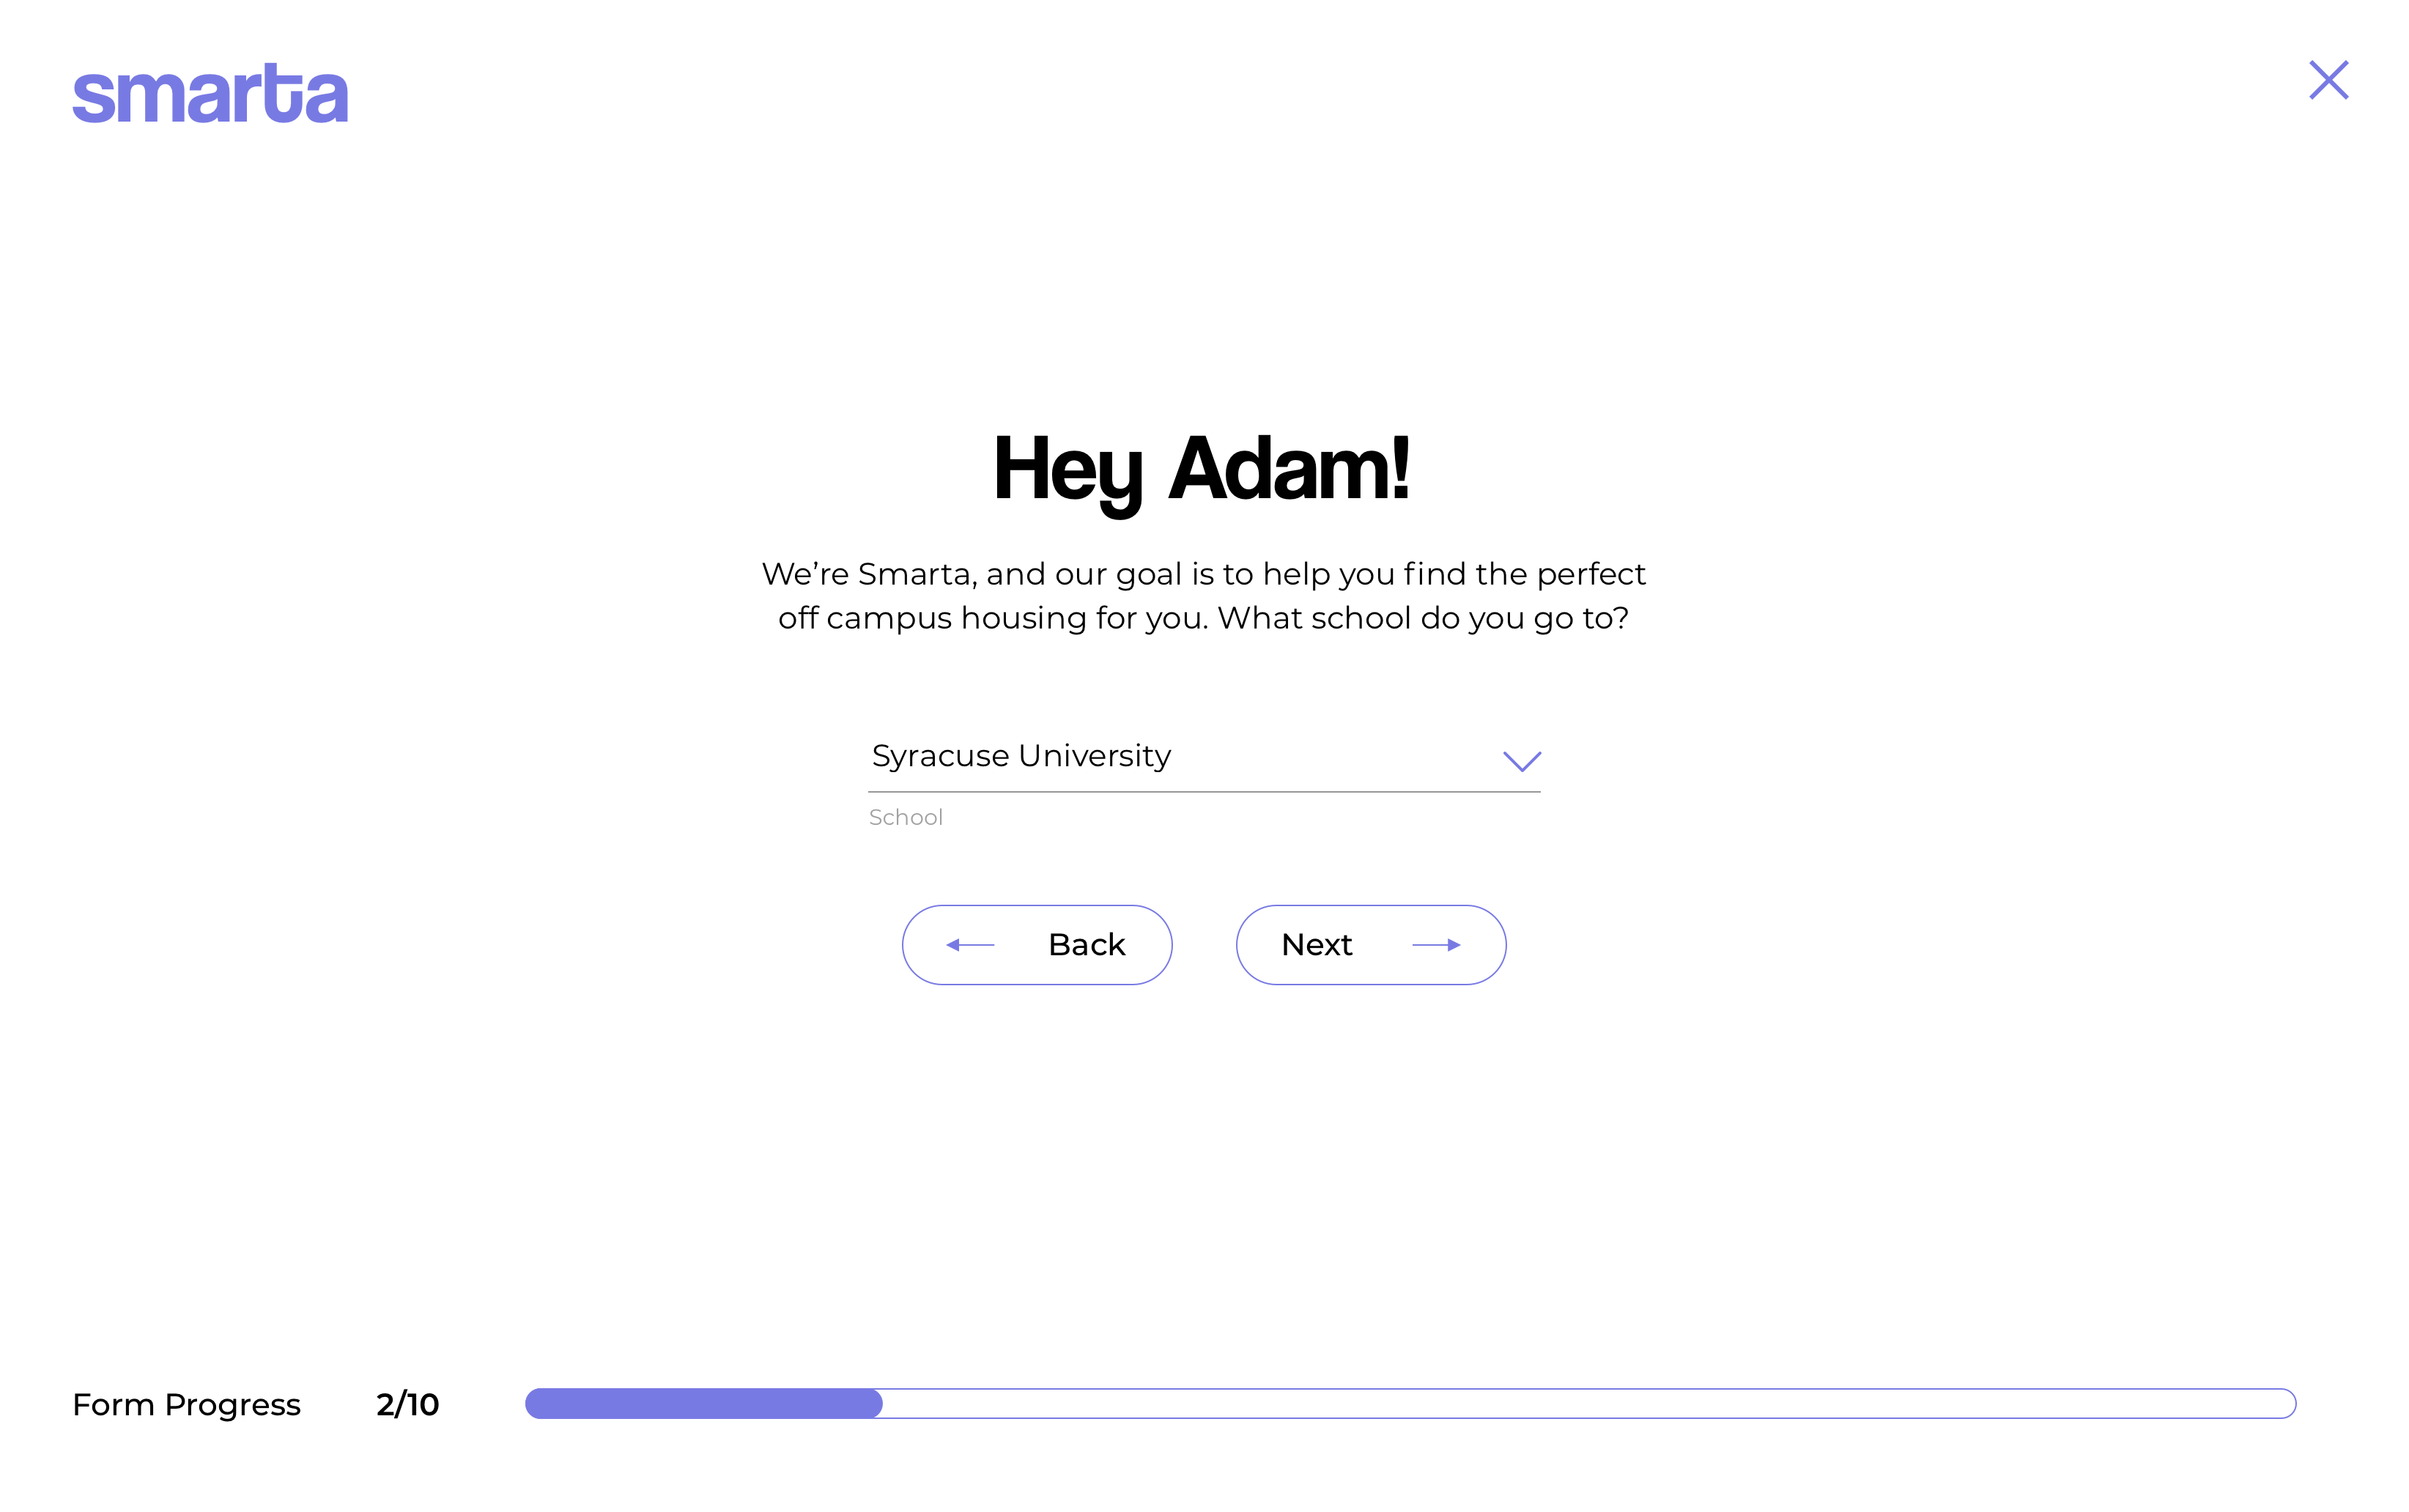 smarta
Hey Adam!
We’re Smarta, and our goal is to help you find the perfect
off campus housing for you. What school do you go to?
Syracuse University
School
Back
Next
Form Progress
2/10